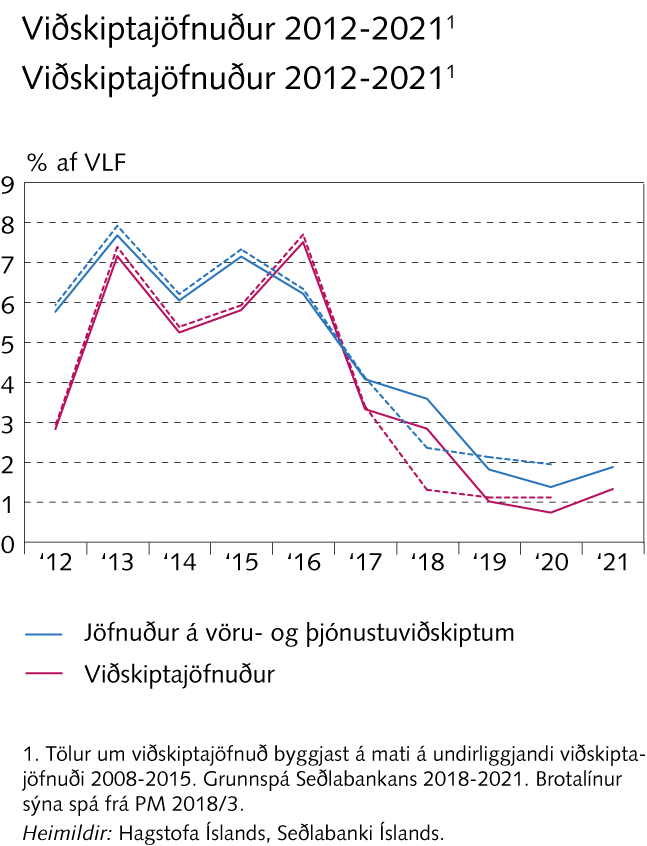 Viðskiptajöfnuður 2012-2021¹
Viðskiptajöfnuður 2012-2021¹
% af VLF
9
8
7
6
5
4
3
2
1
0
‘12 ‘13 ‘14 ‘15 ‘16 ‘17 ‘18 ‘19 ‘20 ‘21
Jöfnuður á vöru- og þjónustuviðskiptum
Viðskiptajöfnuður
1. Tölur um viðskiptajöfnuð byggjast á mati á undirliggjandi viðskipta-
jöfnuði 2008-2015. Grunnspá Seðlabankans 2018-2021. Brotalínur
sýna spá frá PM 2018/3.
Heimildir: Hagstofa Íslands, Seðlabanki Íslands.